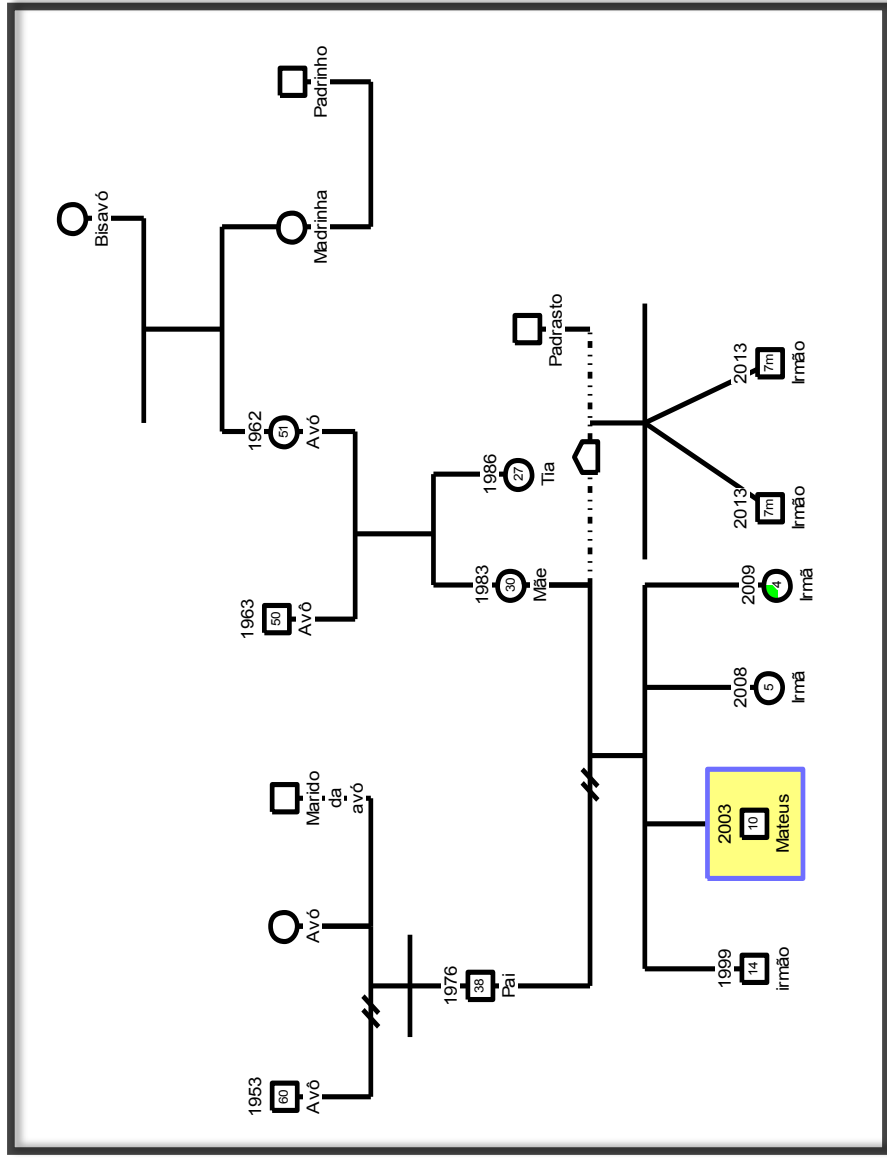 Bisavó
Padrinho
Madrinha
1962
51
Avó
1963
50
Avô
Padrasto
1986
27
Tia
1983
30
Mãe
Marido
da
avó
Avó
1953
60
Avô
1976
38
Pai
1999
14
irmão
2003
10
Mateus
2008
5
Irmã
2009
4
Irmã
2013
7m
Irmão
2013
7m
Irmão